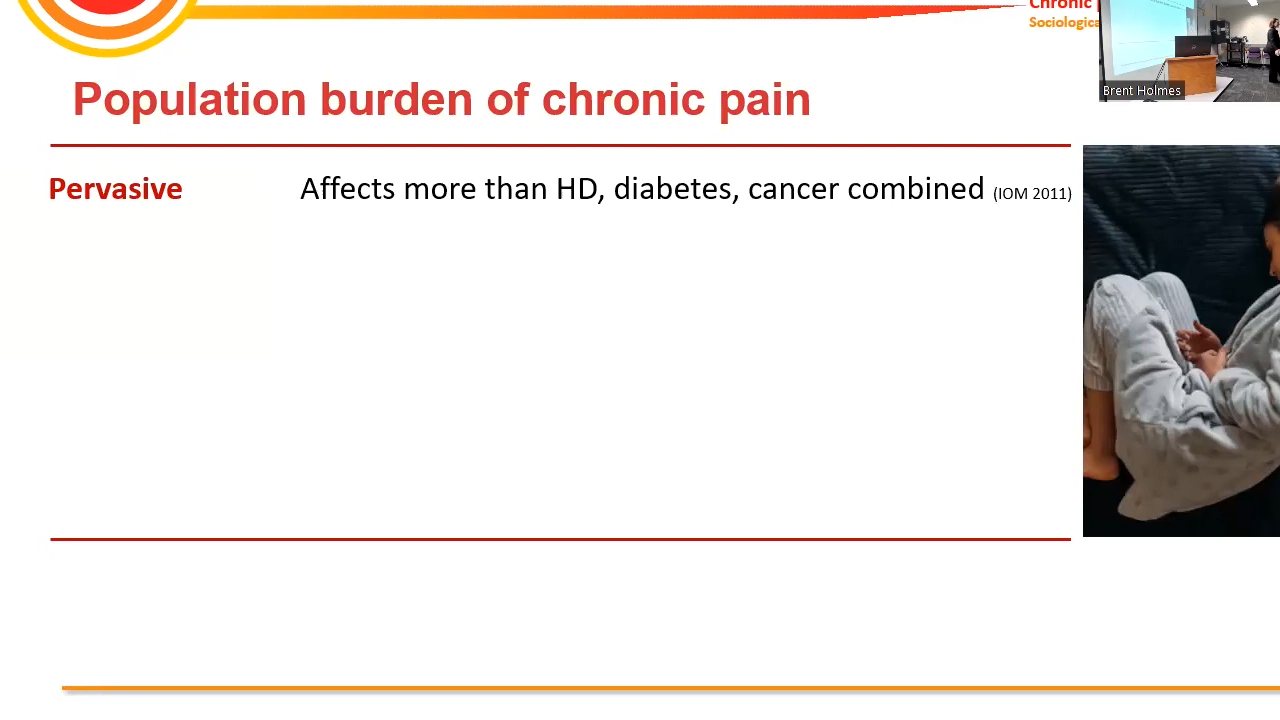 Chronic
Sociologica
Brent Holmes
Population burden of chronic pain
Pervasive Affects more than HD, diabetes, cancer combined (IOM 2011)